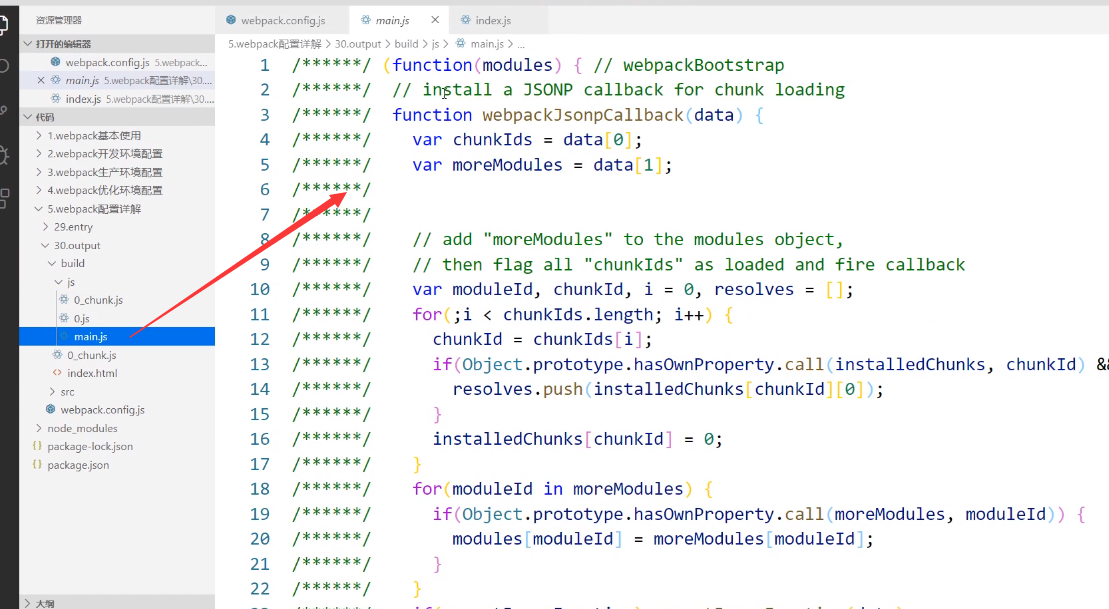 资源管理器
打开的编辑器
webpack.config.js 5.webpack...
main.js 5.webpack配置详解\30....
index.js 5.webpack配置详解\30...
代码
1.webpack基本使用
2.webpack开发环境配置
3.webpack生产环境配置
4.webpack优化环境配置
5.webpack配置详解
29.entry
30.output
build
js
0_chunk.js
0.js
main.js
0_chunk.js
index.html
src
webpack.config.js
node_modules
package-lock.json
package.json
大纲
webpack.config.js main.js index.js
5.webpack配置详解 > 30.output > build > js > main.js > ...
1 /******/ (function(modules) { // webpackBootstrap
2 /******/ // install a JSONP callback for chunk loading
3 /******/ function webpackJsonpCallback(data) {
4 /******/ var chunkIds = data[0];
5 /******/ var moreModules = data[1];
6 /******/
7 /******/
8 /******/ // add "moreModules" to the modules object,
9 /******/ // then flag all "chunkIds" as loaded and fire callback
10 /******/ var moduleId, chunkId, i = 0, resolves = [];
11 /******/ for(;i < chunkIds.length; i++) {
12 /******/ chunkId = chunkIds[i];
13 /******/ if(Object.prototype.hasOwnProperty.call(installedChunks, chunkId) &&
14 /******/ resolves.push(installedChunks[chunkId][0]);
15 /******/ }
16 /******/ installedChunks[chunkId] = 0;
17 /******/ }
18 /******/ for(moduleId in moreModules) {
19 /******/ if(Object.prototype.hasOwnProperty.call(moreModules, moduleId)) {
20 /******/ modules[moduleId] = moreModules[moduleId];
21 /******/ }
22 /******/ }